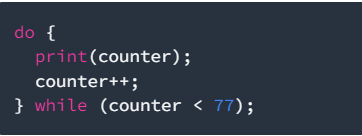 do {
  print(counter);
  counter++;
} while (counter < 77);